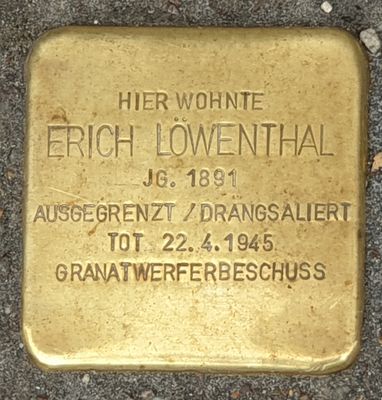 HIER WOHNTE
ERICH LÖWENTHAL
JG. 1891
AUSGEGRENZT / DRANGSALIERT
TOT 22.4.1945
GRANATWERFERBESCHUSS